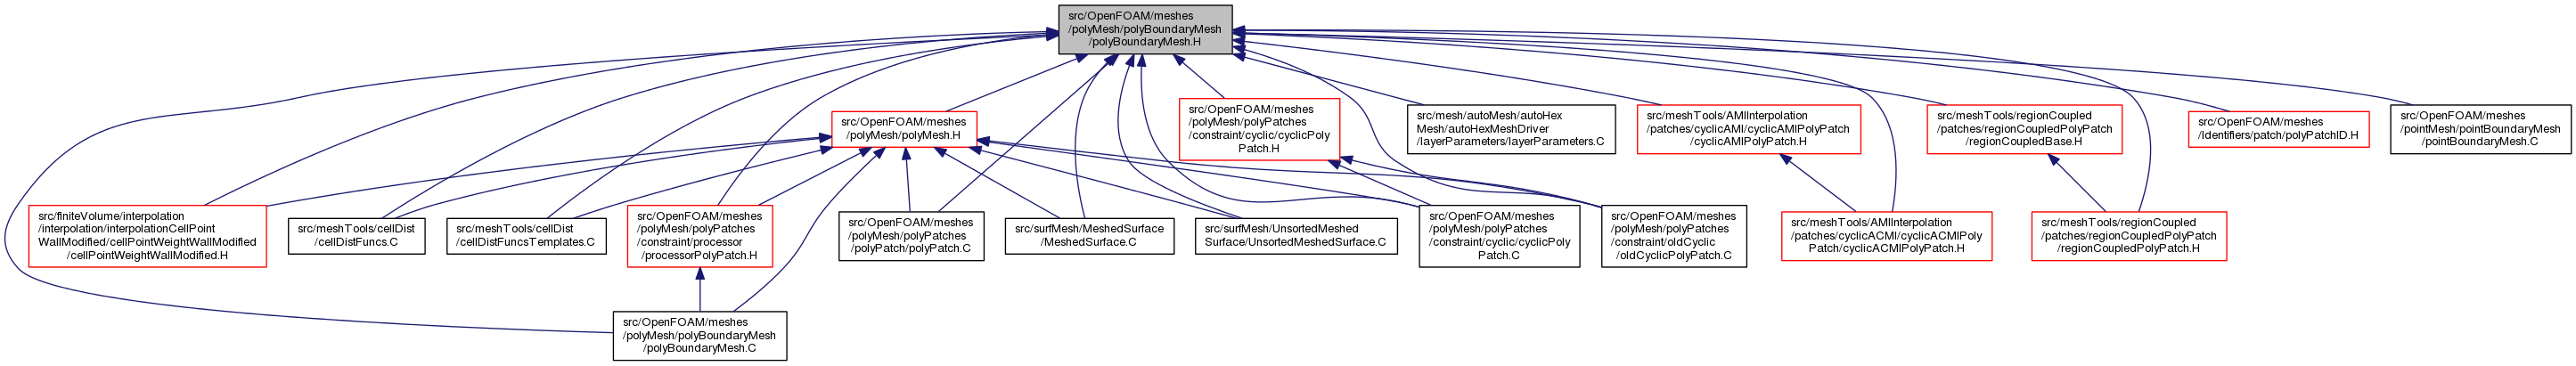 src/OpenFOAM/meshes
/polyMesh/polyBoundaryMesh
/polyBoundaryMesh.H
src/OpenFOAM/meshes
/polyMesh/polyMesh.H
src/OpenFOAM/meshes
/polyMesh/polyPatches
/constraint/cyclic/cyclicPoly
Patch.H
src/mesh/autoMesh/autoHex
Mesh/autoHexMeshDriver
/layerParameters/layerParameters.C
src/meshTools/AMIInterpolation
/patches/cyclicAMI/cyclicAMIPolyPatch
/cyclicAMIPolyPatch.H
src/meshTools/regionCoupled
/patches/regionCoupledPolyPatch
/regionCoupledBase.H
src/OpenFOAM/meshes
/Identifiers/patch/polyPatchID.H
src/OpenFOAM/meshes
/pointMesh/pointBoundaryMesh
/pointBoundaryMesh.C
src/finiteVolume/interpolation
/interpolation/interpolationCellPoint
WallModified/cellPointWeightWallModified
/cellPointWeightWallModified.H
src/meshTools/cellDist
/cellDistFuncs.C
src/meshTools/cellDist
/cellDistFuncsTemplates.C
src/OpenFOAM/meshes
/polyMesh/polyPatches
/constraint/processor
/processorPolyPatch.H
src/OpenFOAM/meshes
/polyMesh/polyPatches
/polyPatch/polyPatch.C
src/surfMesh/MeshedSurface
/MeshedSurface.C
src/surfMesh/UnsortedMeshed
Surface/UnsortedMeshedSurface.C
src/OpenFOAM/meshes
/polyMesh/polyPatches
/constraint/cyclic/cyclicPoly
Patch.C
src/OpenFOAM/meshes
/polyMesh/polyPatches
/constraint/oldCyclic
/oldCyclicPolyPatch.C
src/meshTools/AMIInterpolation
/patches/cyclicACMI/cyclicACMIPoly
Patch/cyclicACMIPolyPatch.H
src/meshTools/regionCoupled
/patches/regionCoupledPolyPatch
/regionCoupledPolyPatch.H
src/OpenFOAM/meshes
/polyMesh/polyBoundaryMesh
/polyBoundaryMesh.C